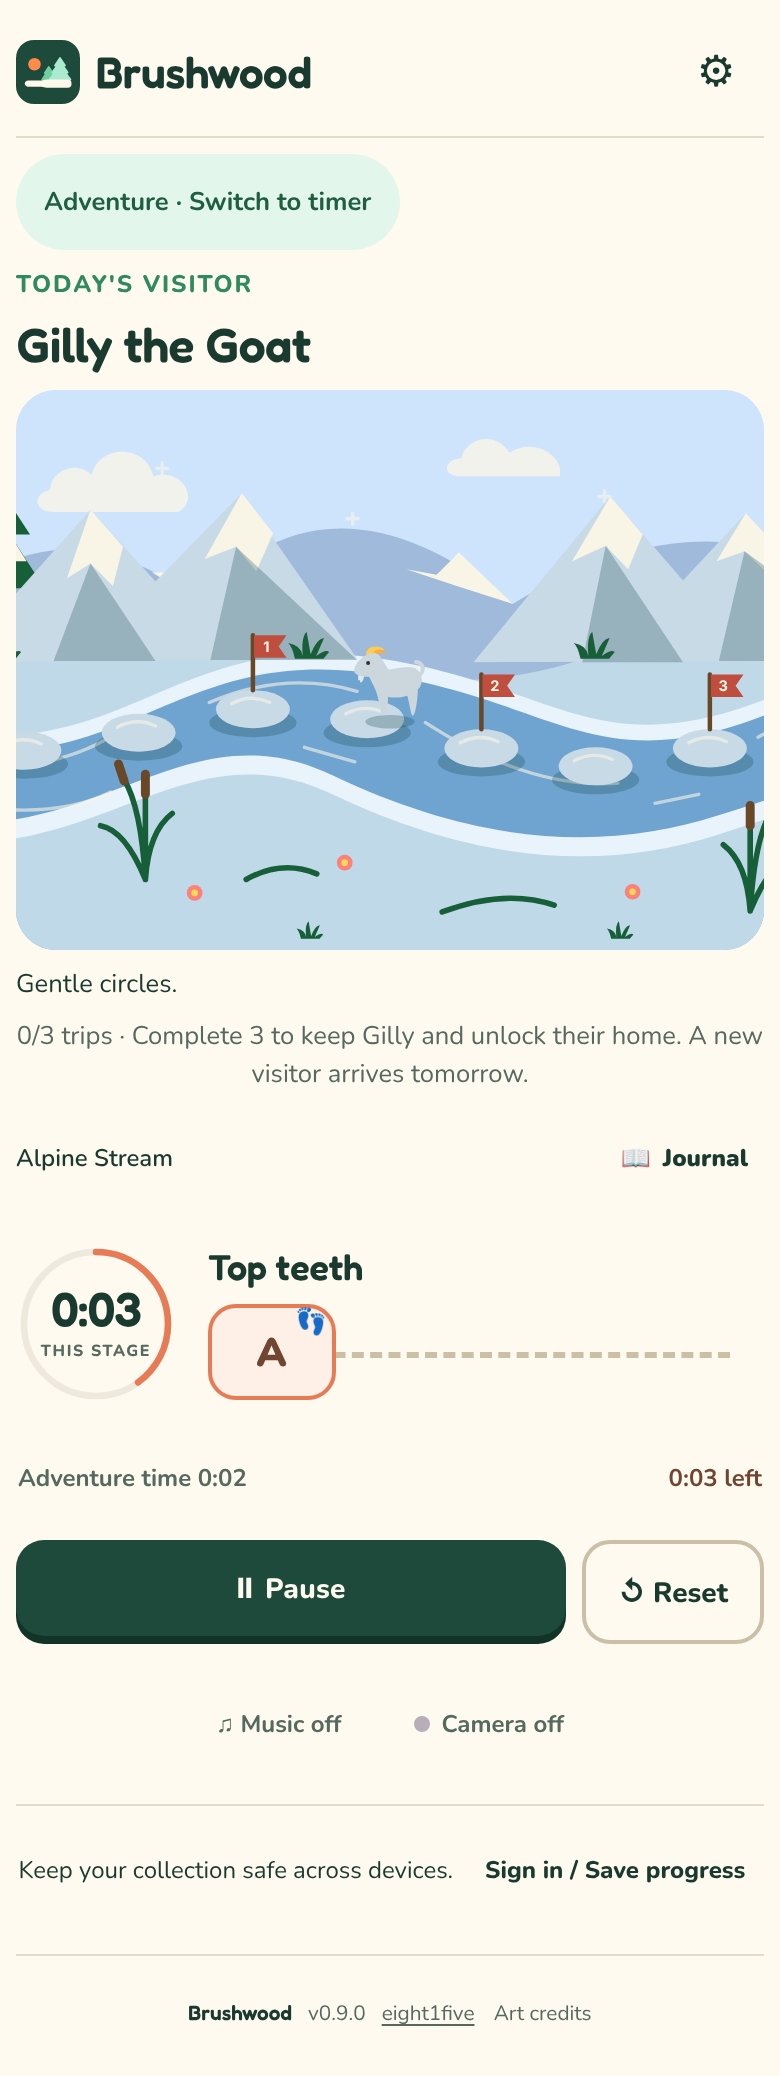 Brushwood
Adventure · Switch to timer
TODAY'S VISITOR
Gilly the Goat
1
2
3
Gentle circles.
0/3 trips · Complete 3 to keep Gilly and unlock their home. A new
visitor arrives tomorrow.
Alpine Stream
Journal
Top teeth
0:03
THIS STAGE
A
Adventure time 0:02
0:03 left
Pause
Reset
Music off
Camera off
Keep your collection safe across devices.
Sign in / Save progress
Brushwood v0.9.0 eight1five Art credits